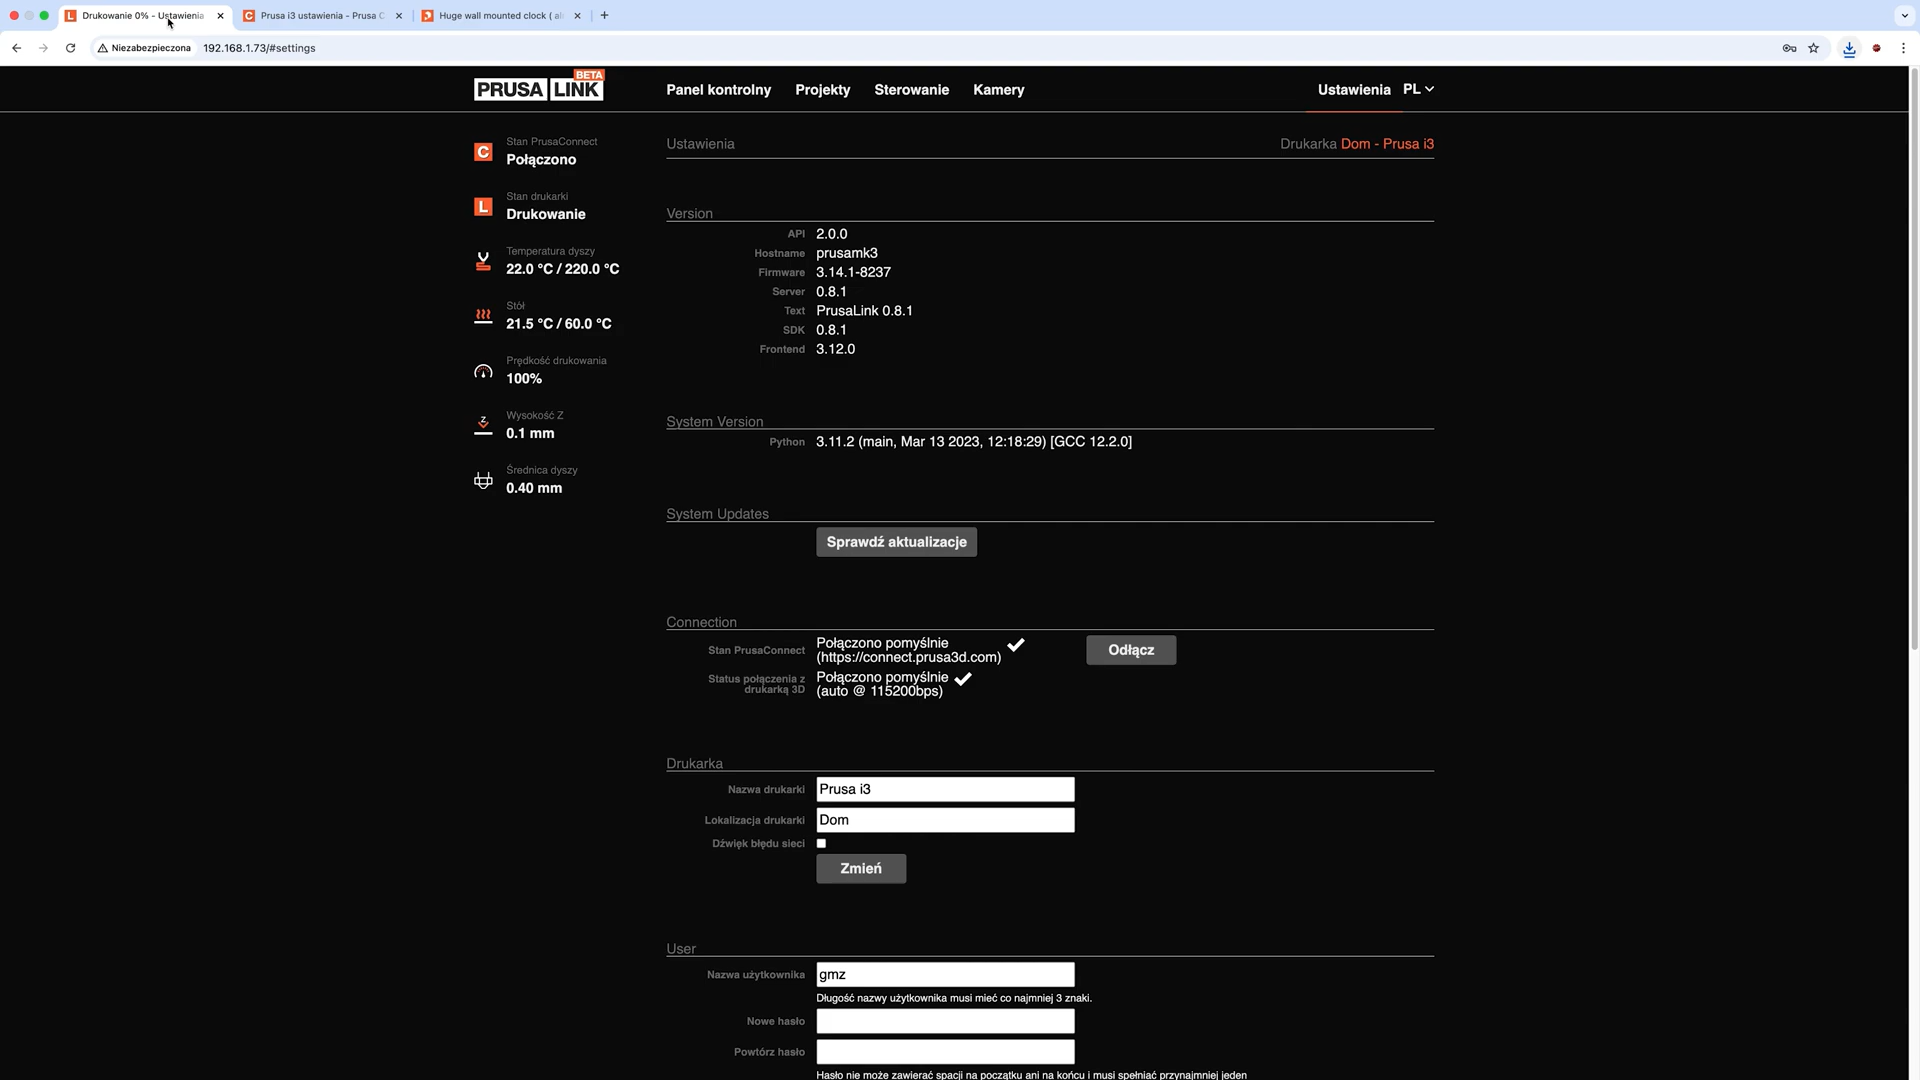 Drukowanie 0% - Ustawienia
Prusa i3 ustawienia - Prusa C
Huge wall mounted clock ( al
Niezabezpieczona
192.168.1.73/#settings
PRUSA LINK BETA
Panel kontrolny
Projekty
Sterowanie
Kamery
Ustawienia
PL
C
Stan PrusaConnect
Połączono
L
Stan drukarki
Drukowanie
Temperatura dyszy
22.0 °C / 220.0 °C
Stół
21.5 °C / 60.0 °C
Prędkość drukowania
100%
Wysokość Z
0.1 mm
Średnica dyszy
0.40 mm
Ustawienia
Drukarka Dom - Prusa i3
Version
API 2.0.0
Hostname prusamk3
Firmware 3.14.1-8237
Server 0.8.1
Text PrusaLink 0.8.1
SDK 0.8.1
Frontend 3.12.0
System Version
Python 3.11.2 (main, Mar 13 2023, 12:18:29) [GCC 12.2.0]
System Updates
Sprawdź aktualizacje
Connection
Stan PrusaConnect
Połączono pomyślnie
(https://connect.prusa3d.com)
Odłącz
Status połączenia z
drukarką 3D
Połączono pomyślnie
(auto @ 115200bps)
Drukarka
Nazwa drukarki Prusa i3
Lokalizacja drukarki Dom
Dźwięk błędu sieci
Zmień
User
Nazwa użytkownika gmz
Długość nazwy użytkownika musi mieć co najmniej 3 znaki.
Nowe hasło
Powtórz hasło
Hasło nie może zawierać spacji na początku ani na końcu i musi spełniać przynajmniej jeden